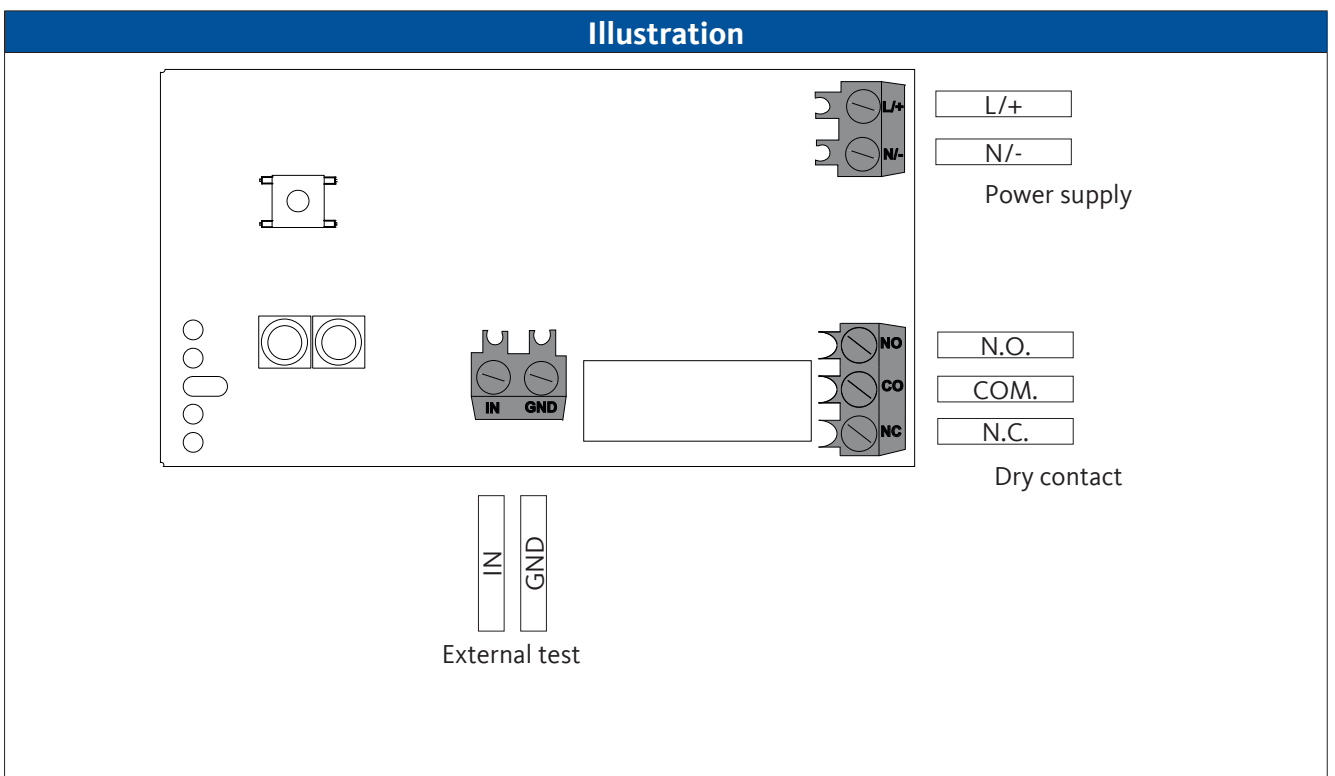 Illustration
L/+
L/+
N/-
N/-
Power supply
NO
N.O.
CO
COM.
NC
N.C.
Dry contact
IN
GND
IN
GND
External test